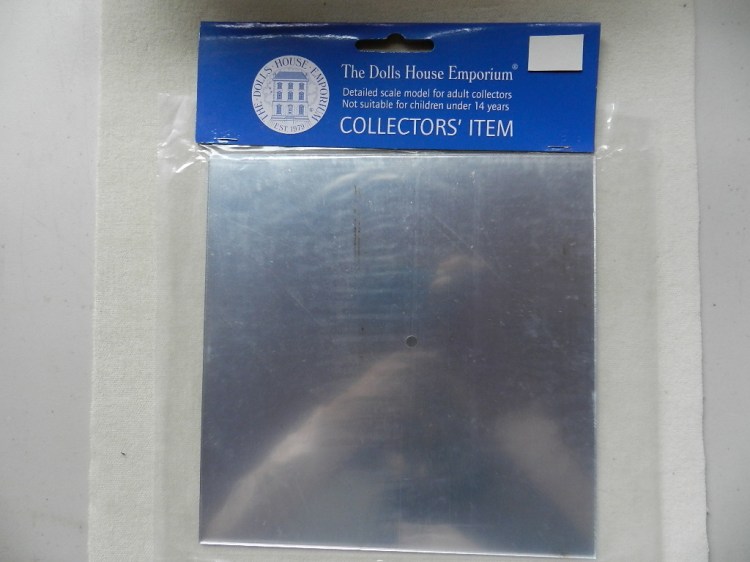 THE DOLLS HOUSE EMPORIUM
EST 1979
The Dolls House Emporium®
Detailed scale model for adult collectors
Not suitable for children under 14 years
COLLECTORS' ITEM